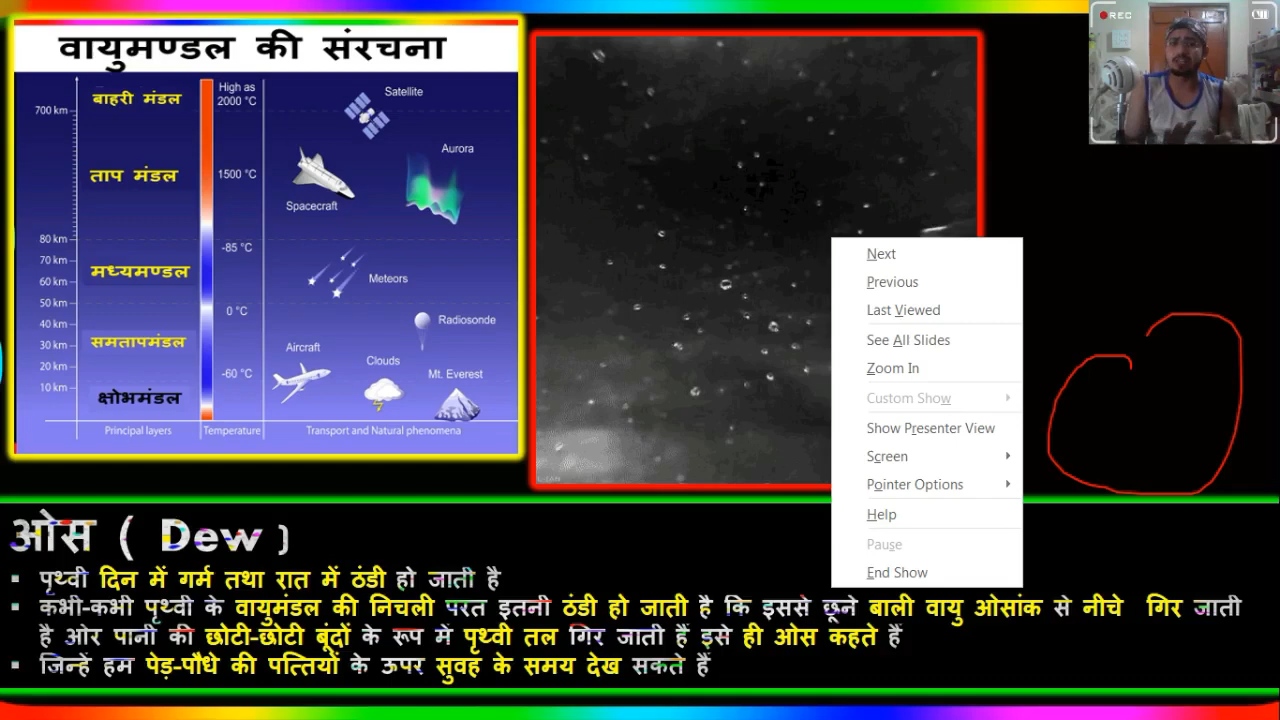 वायुमण्डल की संरचना
बाहरी मंडल
High as
2000 °C
Satellite
700 km
ताप मंडल
1500 °C
Aurora
Spacecraft
80 km
-85 °C
70 km
मध्यमण्डल
60 km
Meteors
50 km
0 °C
40 km
Radiosonde
समतापमंडल
30 km
Aircraft
20 km
-60 °C
Clouds
Mt. Everest
10 km
क्षोभमंडल
Principal layers
Temperature
Transport and Natural phenomena
REC
Next
Previous
Last Viewed
See All Slides
Zoom In
Custom Show
Show Presenter View
Screen
Pointer Options
Help
Pause
End Show
ओस ( Dew )
▪ पृथ्वी दिन में गर्म तथा रात में ठंडी हो जाती है
▪ कभी-कभी पृथ्वी के वायुमंडल की निचली परत इतनी ठंडी हो जाती है कि इससे छूने बाली वायु ओसांक से नीचे गिर जाती
है ओर पानी की छोटी-छोटी बूंदों के रूप में पृथ्वी तल गिर जाती हैं इसे ही ओस कहते हैं
▪ जिन्हें हम पेड़-पौधे की पत्तियों के ऊपर सुवह के समय देख सकते हैं